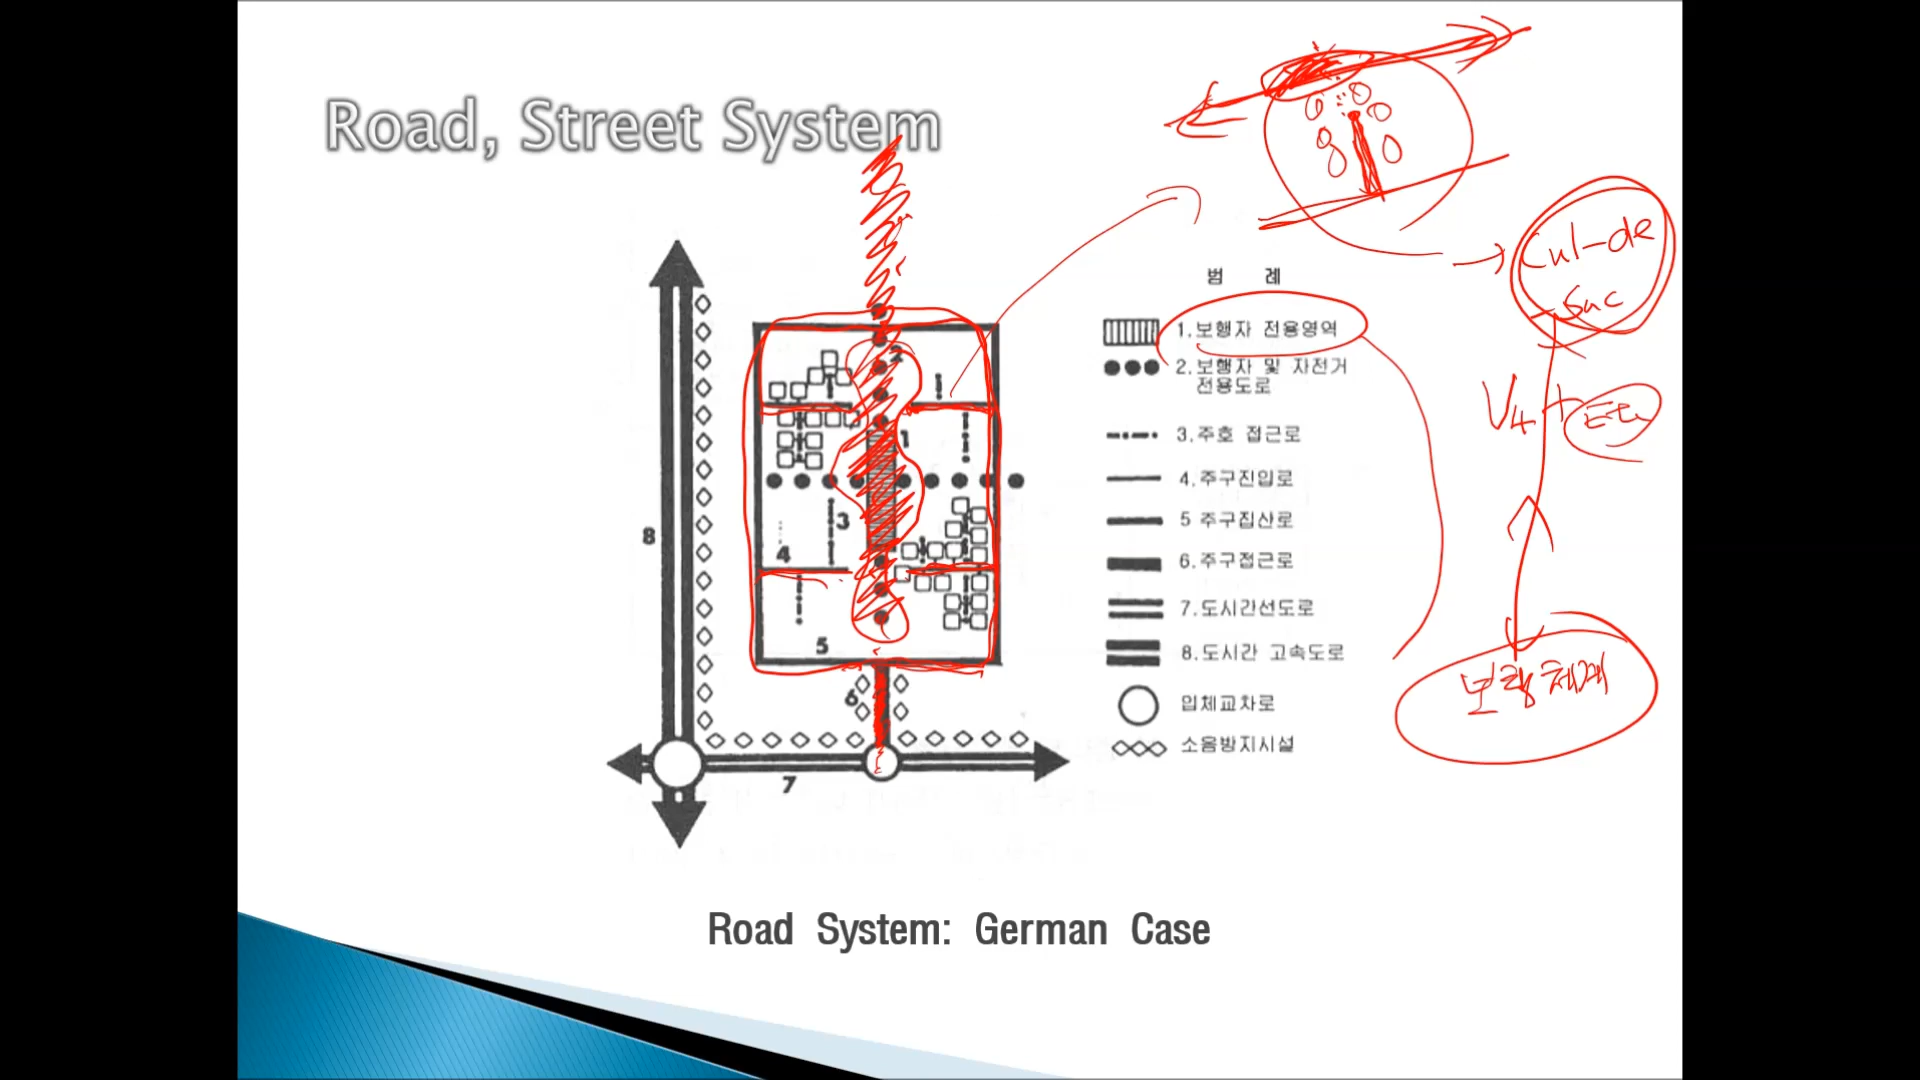 Road, Street System
범 례
1.보행자 전용영역
2.보행자 및 자전거
전용도로
3.주호 접근로
4.주구진입로
5 주구집산로
6.주구접근로
7.도시간선도로
8.도시간 고속도로
입체교차로
소음방지시설
2
1
3
4
5
6
7
8
Cul-de
Sac
보행체계
Road System: German Case